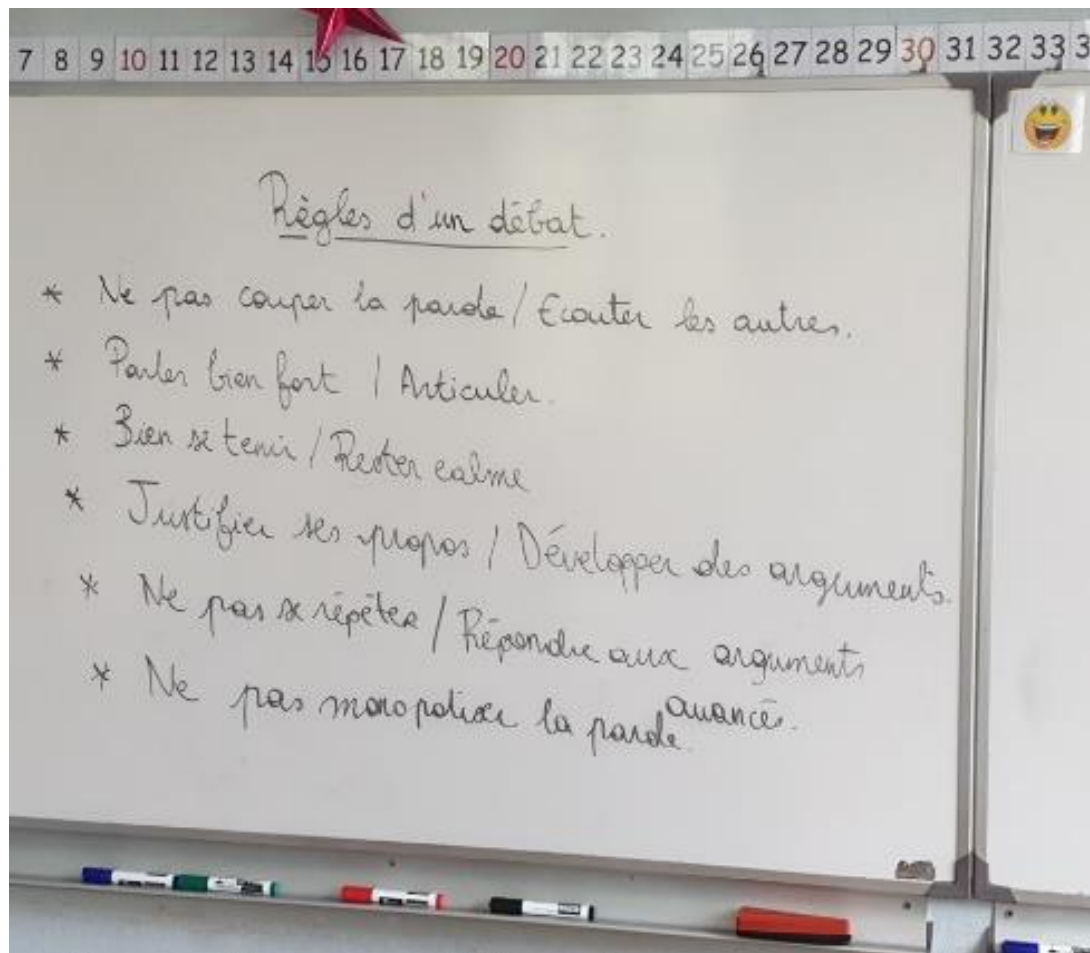 7 8 9 10 11 12 13 14 15 16 17 18 19 20 21 22 23 24 25 26 27 28 29 30 31 32 33 3
Règles d'un débat.
* Ne pas couper la parole / Ecouter les autres.
* Parler bien fort / Articuler.
* Bien se tenir / Rester calme
* Justifier ses propos / Développer des arguments.
* Ne pas se répéter / Répondre aux arguments
avancés.
* Ne pas monopoliser la parole.